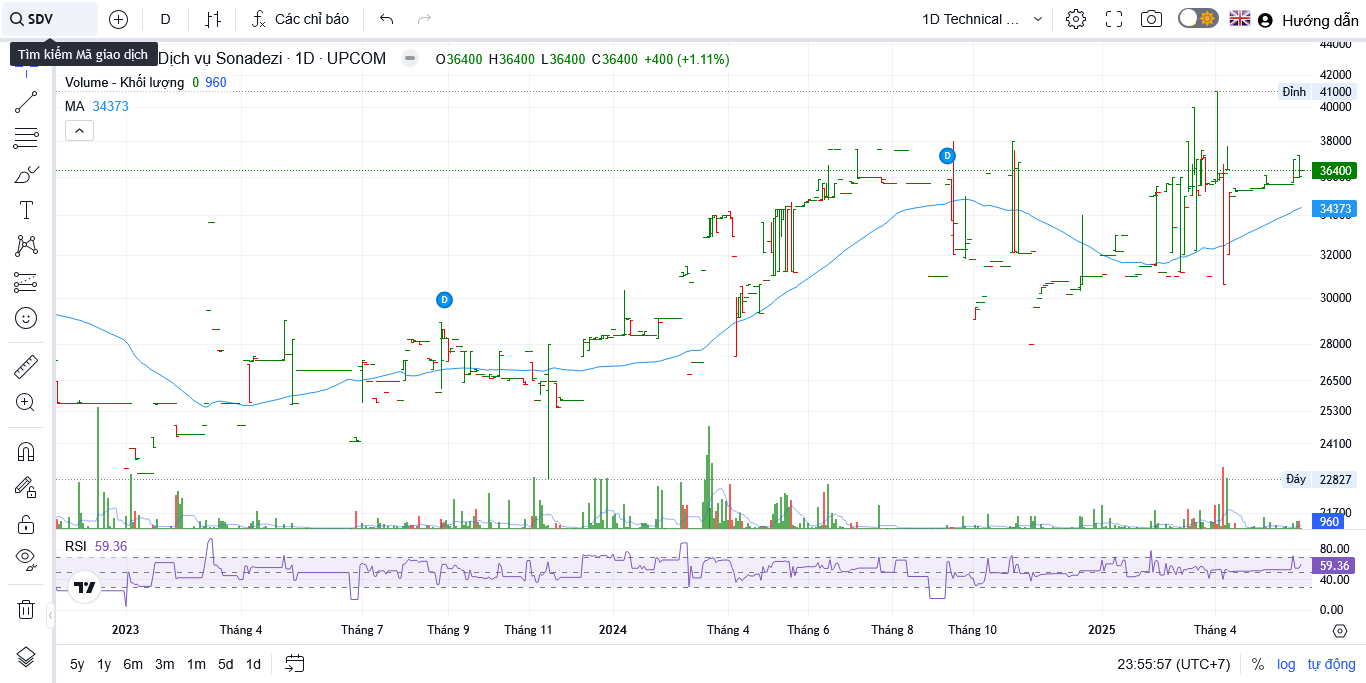 SDV
D
Các chỉ báo
1D Technical ...
Hướng dẫn
Tìm kiếm Mã giao dịch
Dịch vụ Sonadezi · 1D · UPCOM
O36400 H36400 L36400 C36400 +400 (+1.11%)
Volume - Khối lượng 0 960
MA 34373
44000
42000
Đỉnh 41000
40000
38000
36400
36000
34373
34000
32000
30000
28000
26500
25300
24100
Đáy 22827
21700
960
D
D
RSI 59.36
80.00
59.36
40.00
0.00
2023 Tháng 4 Tháng 7 Tháng 9 Tháng 11 2024 Tháng 4 Tháng 6 Tháng 8 Tháng 10 2025 Tháng 4
5y 1y 6m 3m 1m 5d 1d
23:55:57 (UTC+7) % log tự động